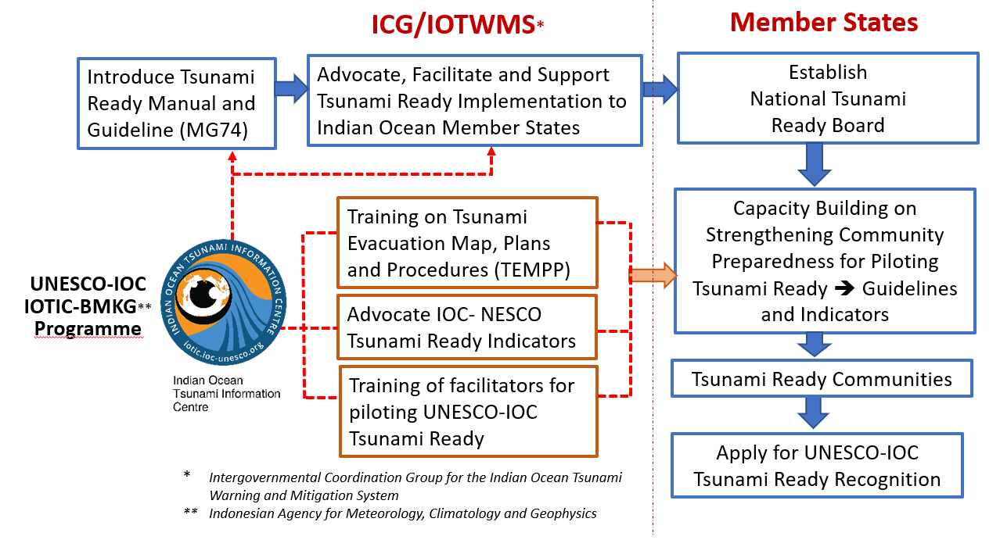 ICG/IOTWMS*
Member States
Introduce Tsunami
Ready Manual and
Guideline (MG74)
Advocate, Facilitate and Support
Tsunami Ready Implementation to
Indian Ocean Member States
Establish
National Tsunami
Ready Board
Capacity Building on
Strengthening Community
Preparedness for Piloting
Tsunami Ready 🡺 Guidelines
and Indicators
Tsunami Ready Communities
Apply for UNESCO-IOC
Tsunami Ready Recognition
UNESCO-IOC
IOTIC-BMKG**
Programme
INDIAN OCEAN TSUNAMI INFORMATION CENTRE
iotic.ioc-unesco.org
Indian Ocean
Tsunami Information
Centre
Training on Tsunami
Evacuation Map, Plans
and Procedures (TEMPP)
Advocate IOC- NESCO
Tsunami Ready Indicators
Training of facilitators for
piloting UNESCO-IOC
Tsunami Ready
* Intergovernmental Coordination Group for the Indian Ocean Tsunami
Warning and Mitigation System
** Indonesian Agency for Meteorology, Climatology and Geophysics